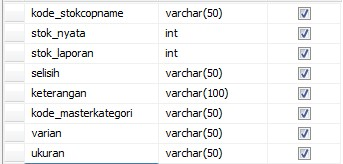 kode_stokcopname varchar(50)
stok_nyata int
stok_laporan int
selisih varchar(50)
keterangan varchar(100)
kode_masterkategori varchar(50)
varian varchar(50)
ukuran varchar(50)